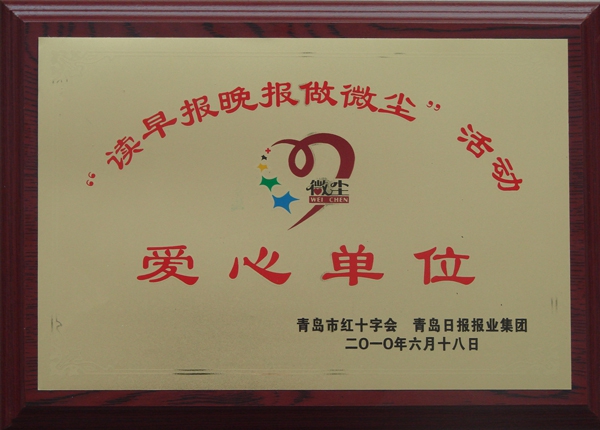 “读早报晚报做微尘”活动
微尘
WEI CHEN
爱心单位
青岛市红十字会 青岛日报报业集团
二〇一〇年六月十八日